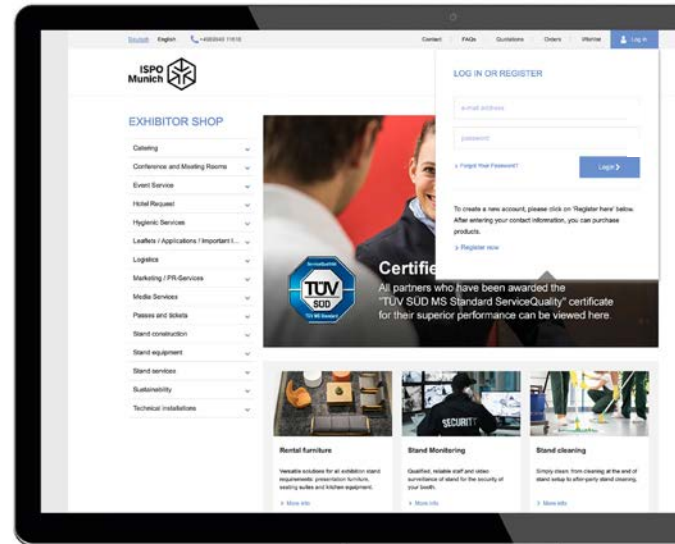 Deutsch English
Contact FAQs Quotations Orders Wishlist Log in
ISPO
Munich
LOG IN OR REGISTER
e-mail address
password
> Forgot Your Password?
Login >
To create a new account, please click on 'Register here' below.
After entering your contact information, you can purchase
products.
> Register now
EXHIBITOR SHOP
Catering
Conference and Meeting Rooms
Event Service
Hotel Request
Hygienic Services
Leaflets / Applications / Important I...
Logistics
Marketing / PR-Services
Media Services
Passes and tickets
Stand construction
Stand equipment
Stand services
Sustainability
Technical installations
ServiceQualität
TÜV
SÜD
TÜV MS Standard
Certifie
All partners who have been awarded the
"TÜV SÜD MS Standard ServiceQuality" certificate
for their superior performance can be viewed here.
SECURITY
Rental furniture
Versatile solutions for all exhibition stand
requirements: presentation furniture,
seating suites and kitchen equipment.
> More info
Stand Monitoring
Qualified, reliable staff and video
surveillance of stand for the security of
your booth.
> More info
Stand cleaning
Simply clean: from cleaning at the end of
stand setup to after-party stand cleaning.
> More info